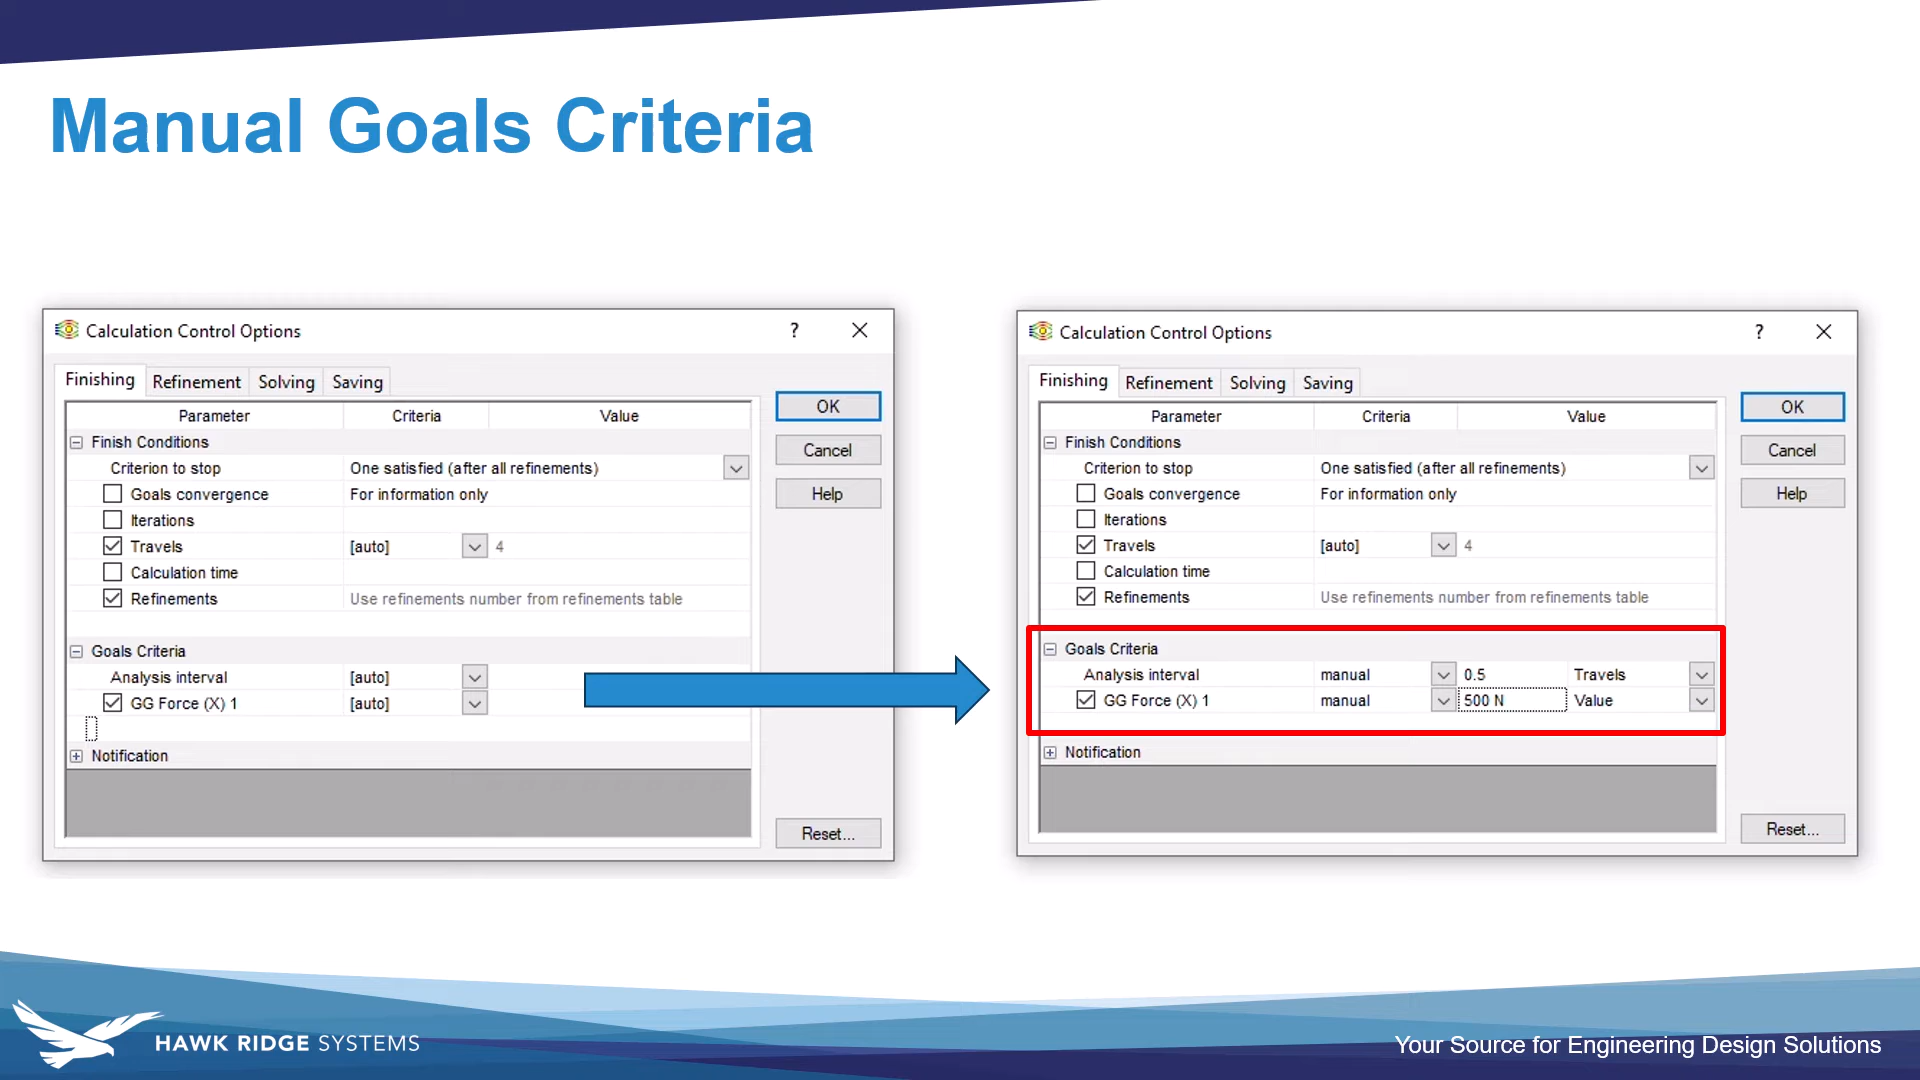 Manual Goals Criteria
Calculation Control Options
?
Finishing Refinement Solving Saving
Parameter Criteria Value
Finish Conditions
Criterion to stop One satisfied (after all refinements)
Goals convergence For information only
Iterations
Travels [auto] 4
Calculation time
Refinements Use refinements number from refinements table
Goals Criteria
Analysis interval [auto]
GG Force (X) 1 [auto]
Notification
OK
Cancel
Help
Reset...
Calculation Control Options
?
Finishing Refinement Solving Saving
Parameter Criteria Value
Finish Conditions
Criterion to stop One satisfied (after all refinements)
Goals convergence For information only
Iterations
Travels [auto] 4
Calculation time
Refinements Use refinements number from refinements table
Goals Criteria
Analysis interval manual 0.5 Travels
GG Force (X) 1 manual 500 N Value
Notification
OK
Cancel
Help
Reset...
HAWK RIDGE SYSTEMS
Your Source for Engineering Design Solutions